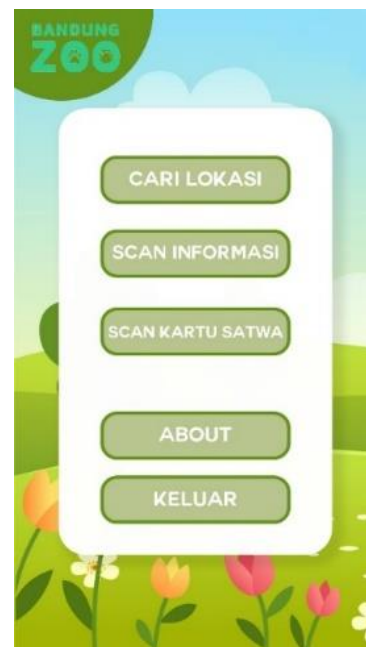 BANDUNG
ZOO
CARI LOKASI
SCAN INFORMASI
SCAN KARTU SATWA
ABOUT
KELUAR